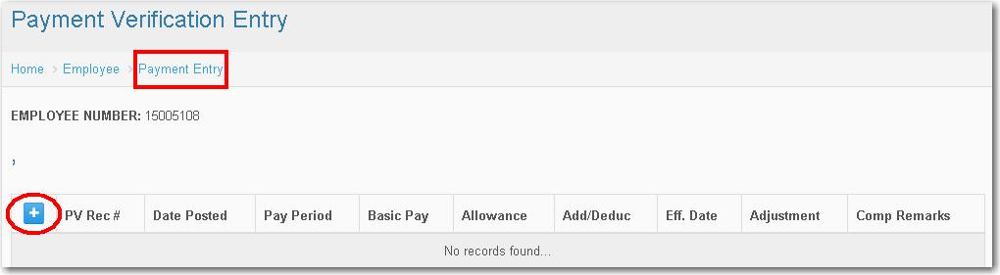 Payment Verification Entry
Home > Employee > Payment Entry
EMPLOYEE NUMBER: 15005108
,
+ PV Rec # Date Posted Pay Period Basic Pay Allowance Add/Deduc Eff. Date Adjustment Comp Remarks
No records found...